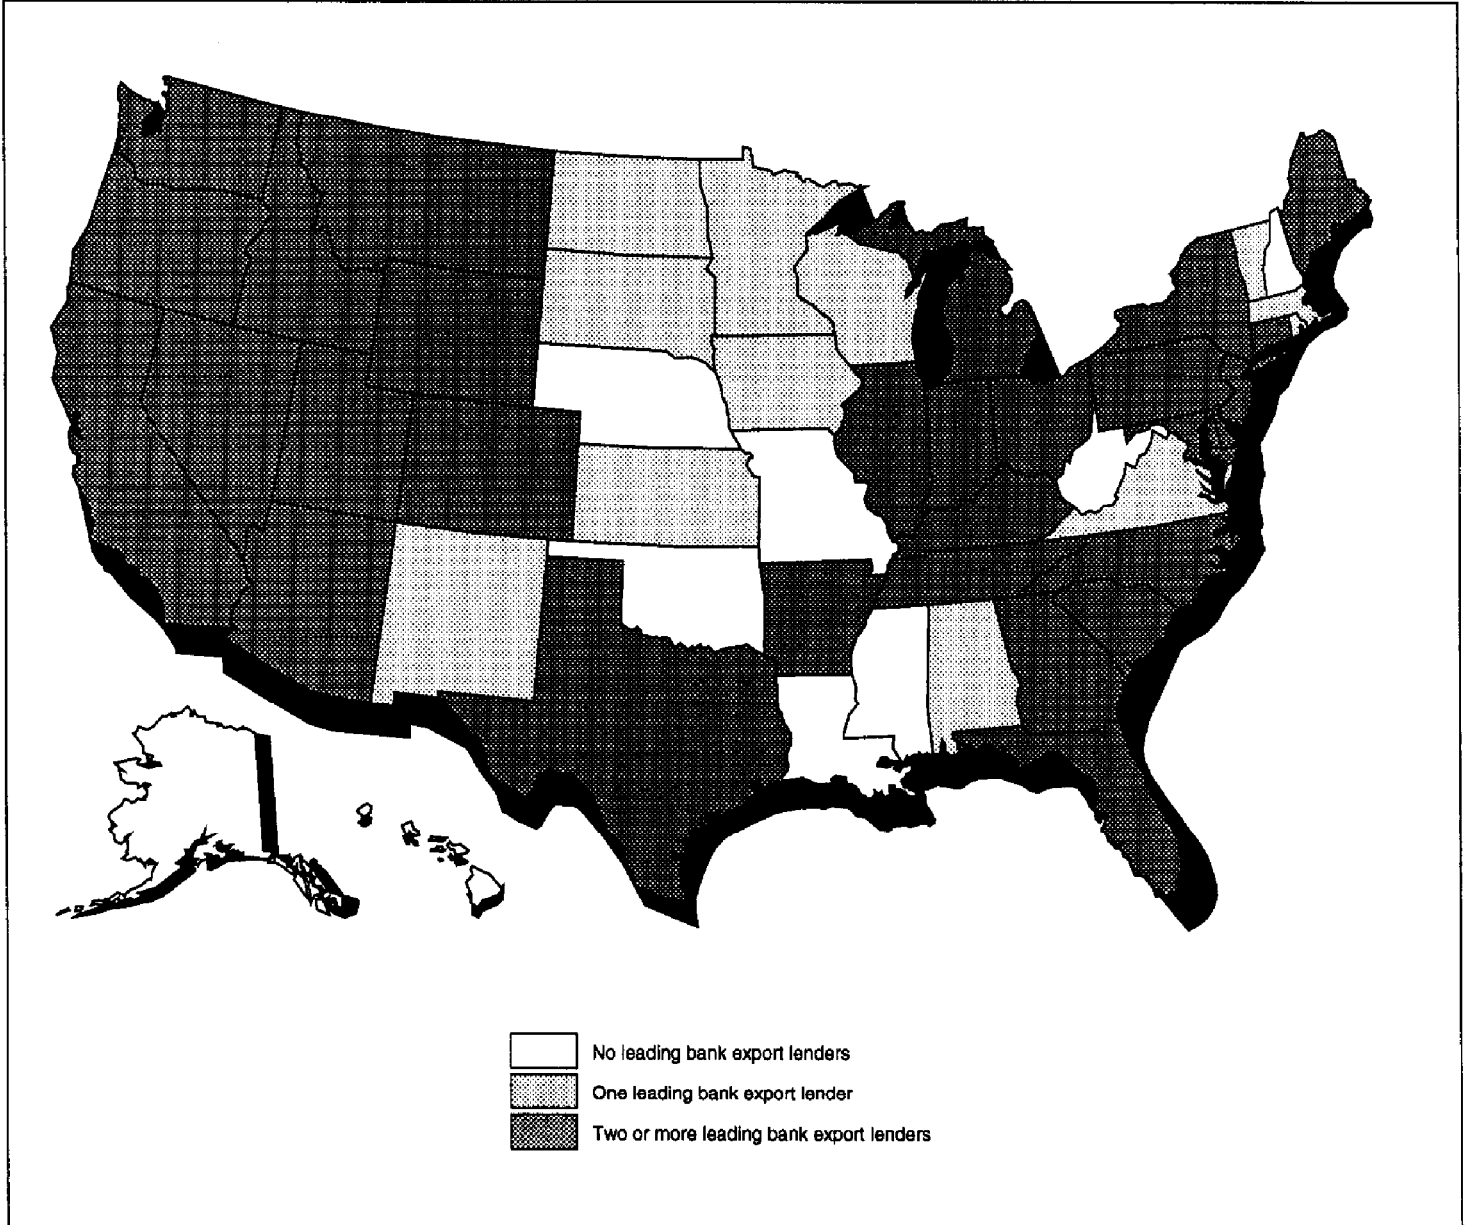 No leading bank export lenders
One leading bank export lender
Two or more leading bank export lenders